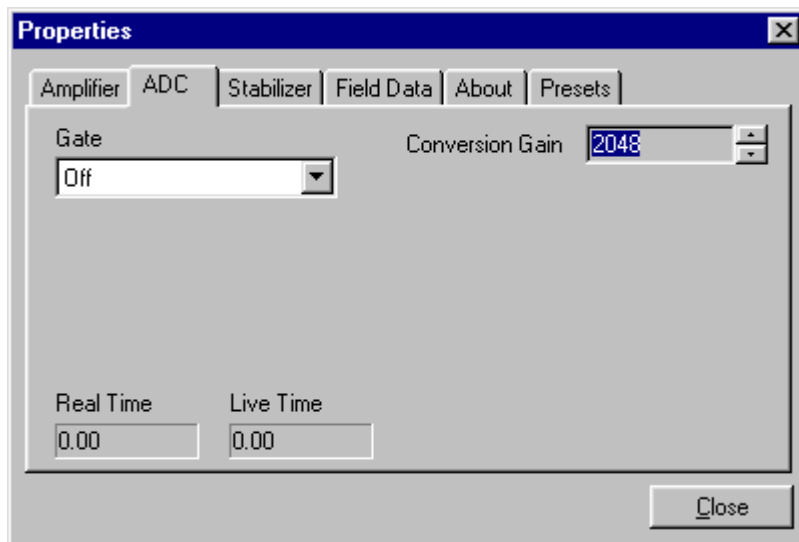 Properties
Amplifier ADC Stabilizer Field Data About Presets
Gate
Conversion Gain 2048
Off
Real Time Live Time
0.00 0.00
Close